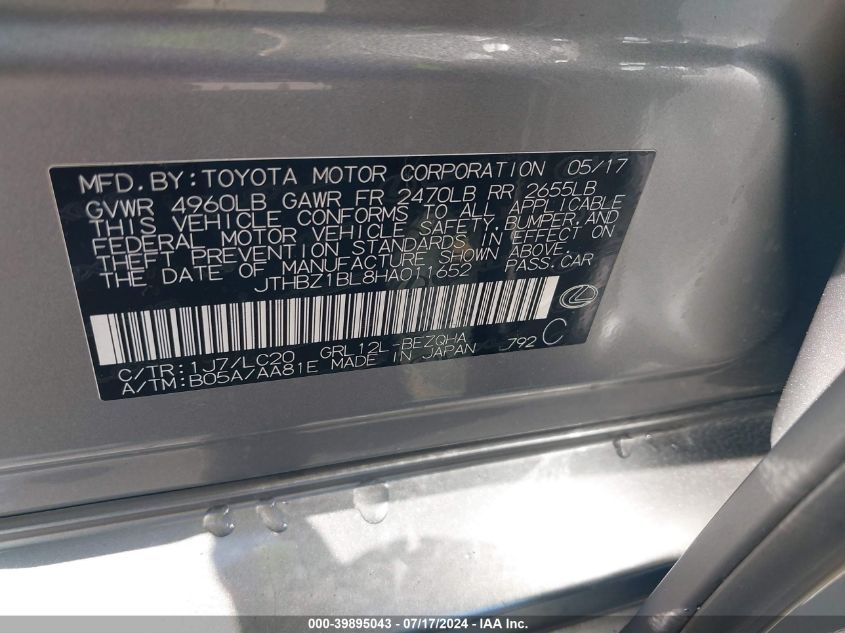 MFD. BY: TOYOTA MOTOR CORPORATION 05/17
GVWR 4960LB GAWR FR 2470LB RR 2655LB
THIS VEHICLE CONFORMS TO ALL APPLICABLE
FEDERAL MOTOR VEHICLE SAFETY, BUMPER, AND
THEFT PREVENTION STANDARDS IN EFFECT ON
THE DATE OF MANUFACTURE SHOWN ABOVE.
JTHBZ1BL8HA011652 PASS. CAR
C/TR: 1J7/LC20 GRL12L-BEZQHA
A/TM: B05A/AA81E MADE IN JAPAN J792 C
000-39895043 / 07/17/2024 - IAA Inc.